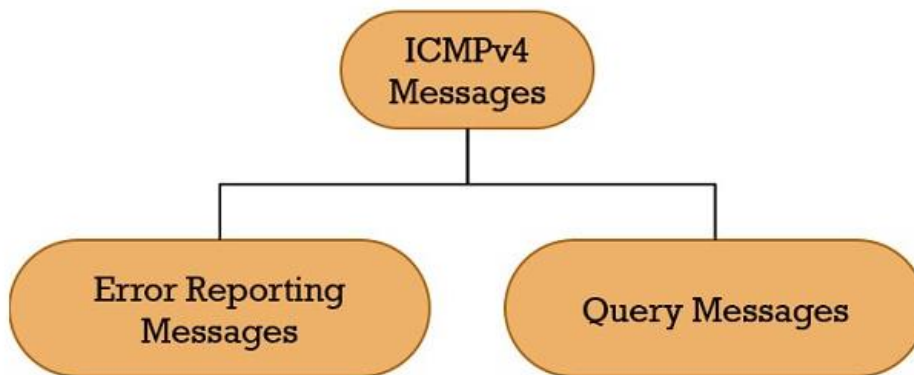 ICMPv4
Messages
Error Reporting
Messages
Query Messages